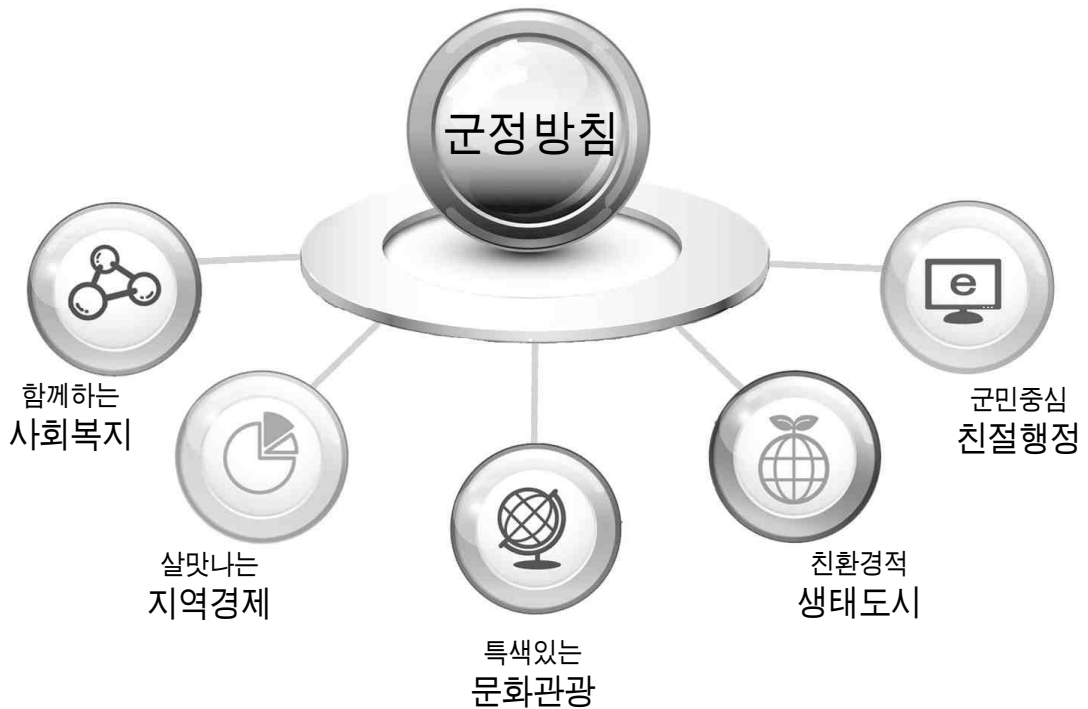 군정방침
함께하는
사회복지
살맛나는
지역경제
특색있는
문화관광
친환경적
생태도시
e
군민중심
친절행정